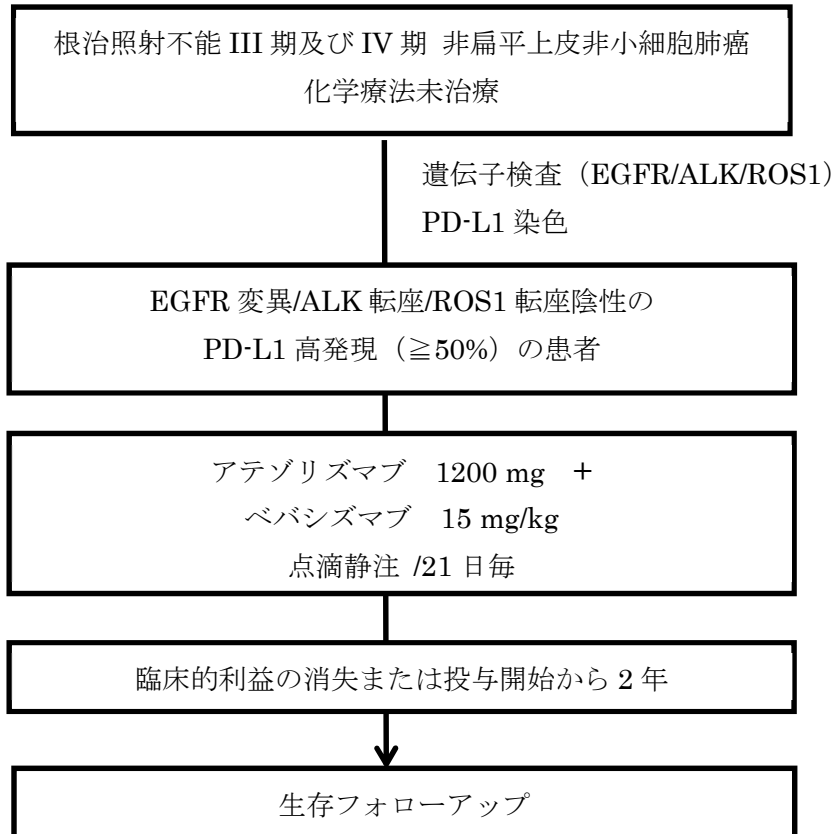 根治照射不能 III 期及び IV 期 非扁平上皮非小細胞肺癌
化学療法未治療
遺伝子検査（EGFR/ALK/ROS1）
PD-L1 染色
EGFR 変異/ALK 転座/ROS1 転座陰性の
PD-L1 高発現（≧50%）の患者
アテゾリズマブ 1200 mg +
ベバシズマブ 15 mg/kg
点滴静注 /21 日毎
臨床的利益の消失または投与開始から 2 年
生存フォローアップ